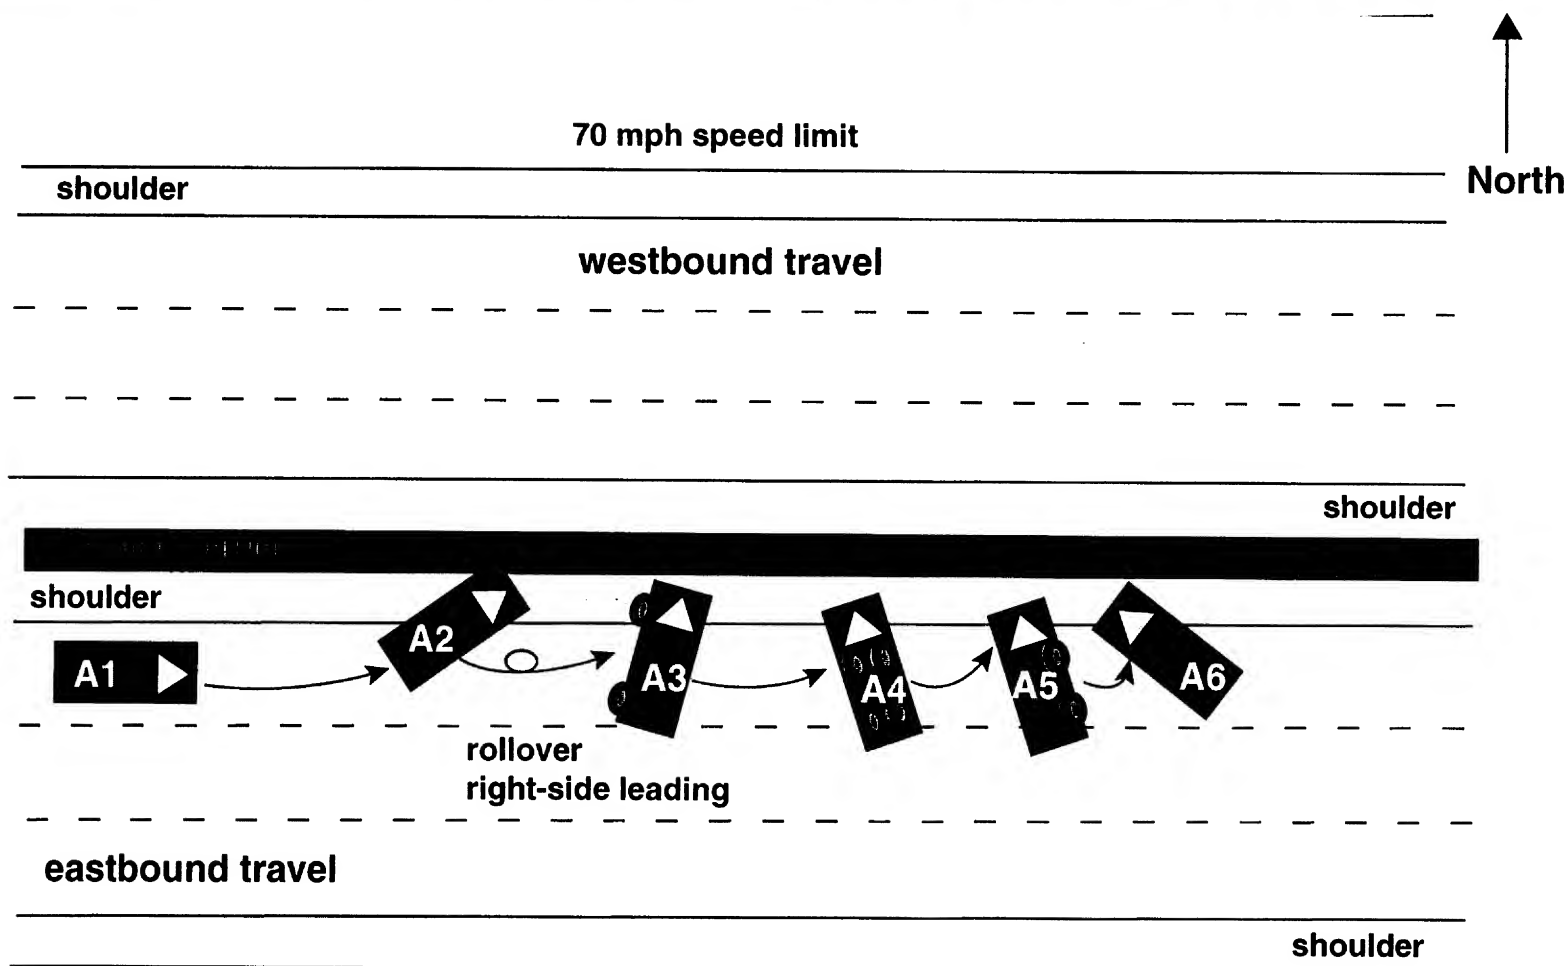 70 mph speed limit
North
shoulder
westbound travel
shoulder
shoulder
A1
A2
A3
A4
A5
A6
rollover
right-side leading
eastbound travel
shoulder